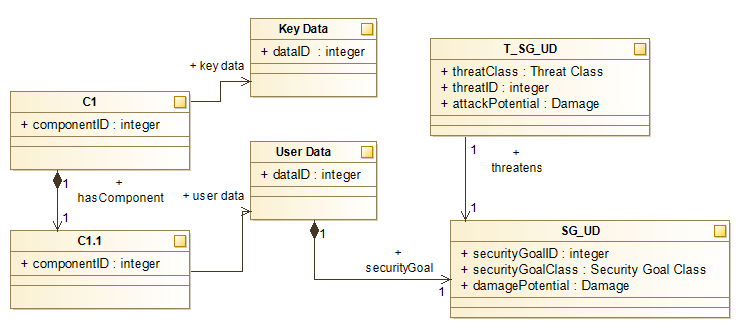 Key Data
+ dataID : integer
+ key data
C1
+ componentID : integer
1
+
hasComponent
1
C1.1
+ componentID : integer
+ user data
User Data
+ dataID : integer
1
+
securityGoal
1
T_SG_UD
+ threatClass : Threat Class
+ threatID : integer
+ attackPotential : Damage
1
+
threatens
1
SG_UD
+ securityGoalID : integer
+ securityGoalClass : Security Goal Class
+ damagePotential : Damage